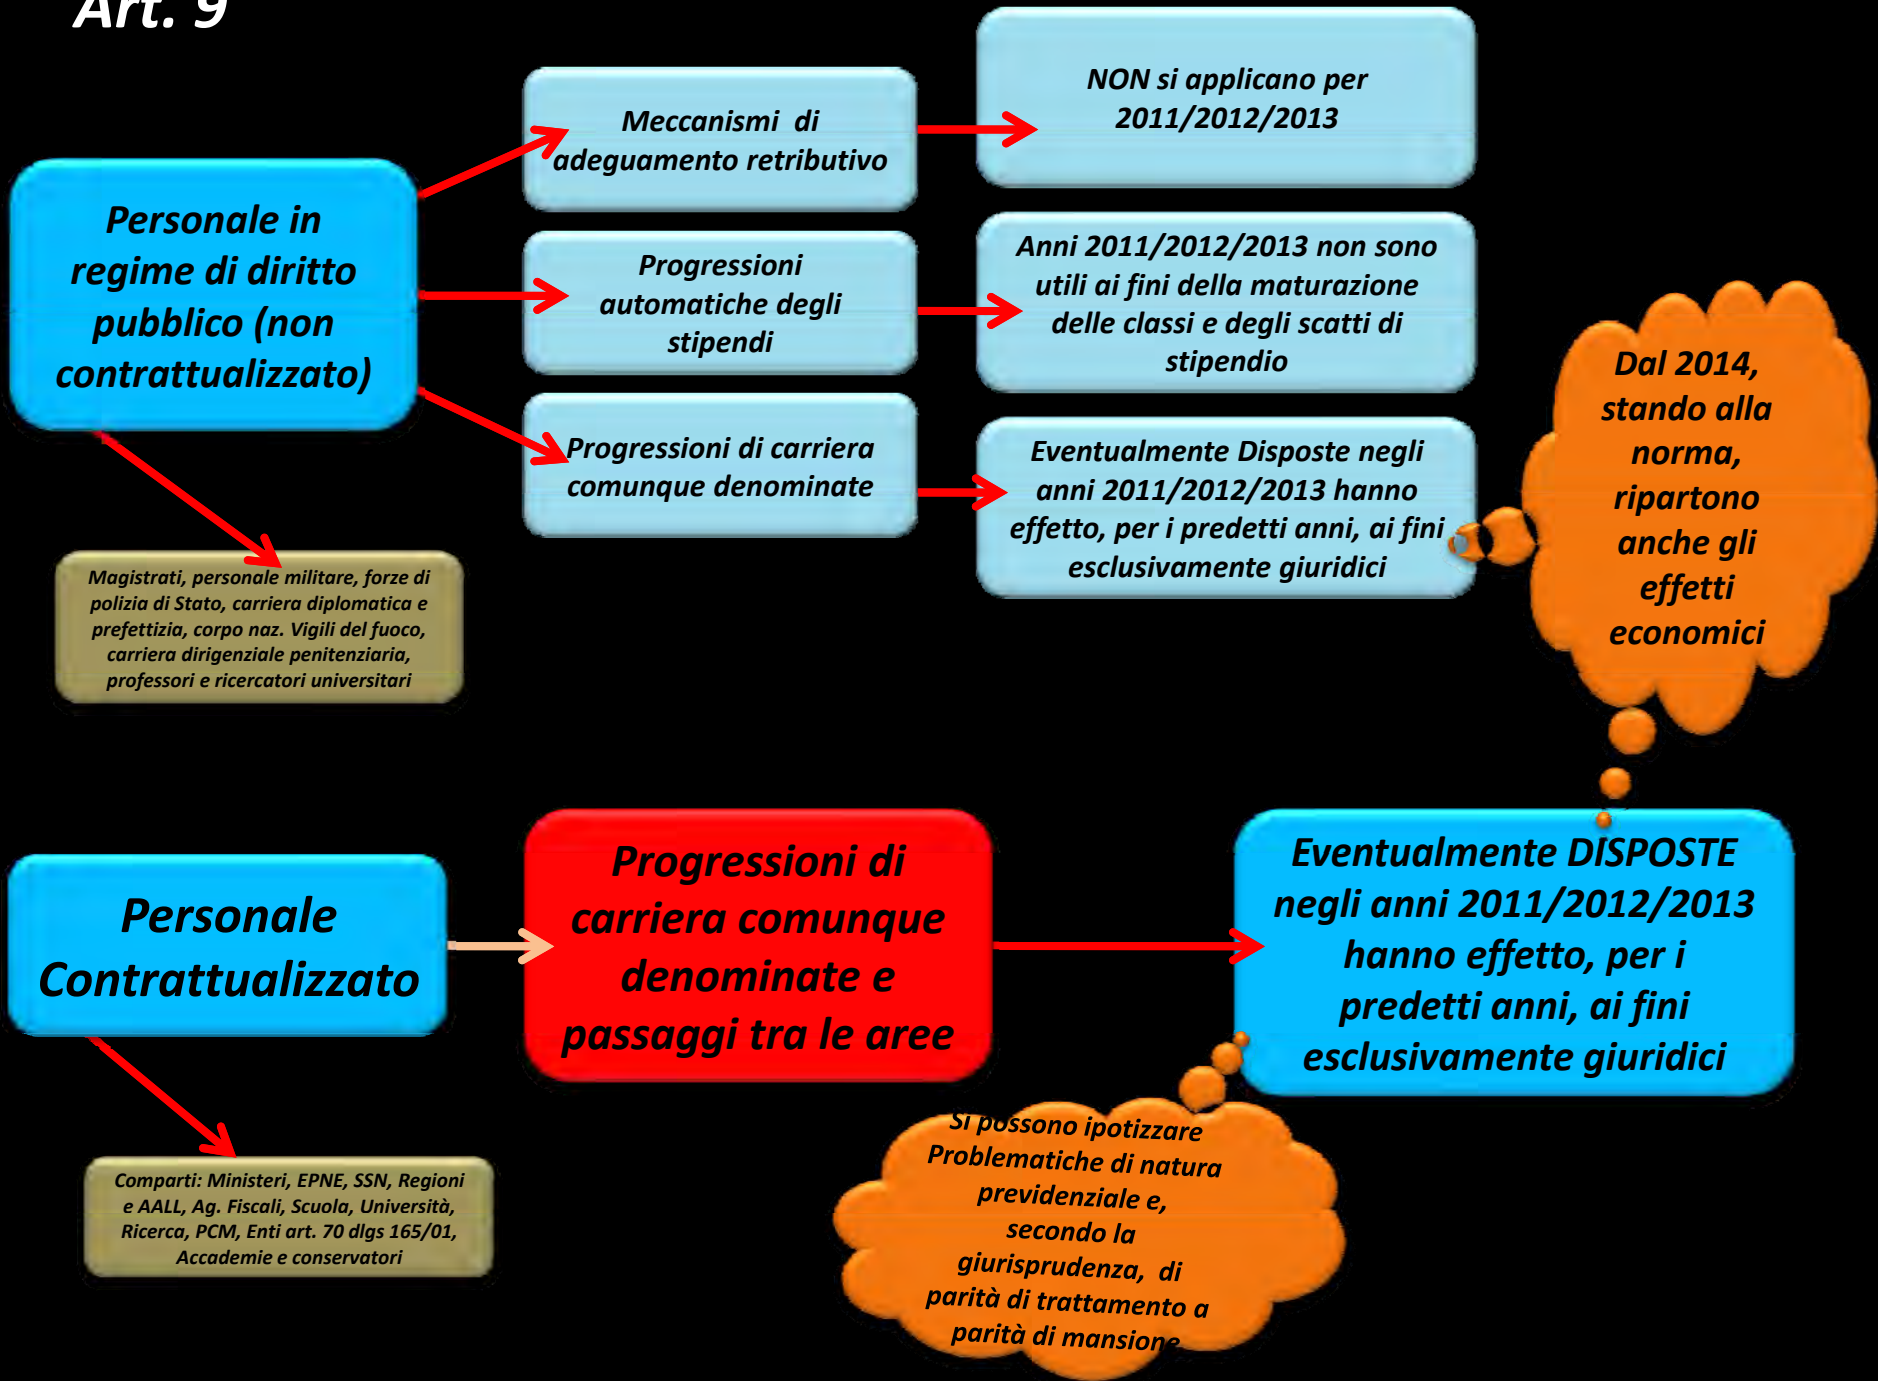 Art. 9
Personale in
regime di diritto
pubblico (non
contrattualizzato)
Meccanismi di
adeguamento retributivo
NON si applicano per
2011/2012/2013
Progressioni
automatiche degli
stipendi
Anni 2011/2012/2013 non sono
utili ai fini della maturazione
delle classi e degli scatti di
stipendio
Progressioni di carriera
comunque denominate
Eventualmente Disposte negli
anni 2011/2012/2013 hanno
effetto, per i predetti anni, ai fini
esclusivamente giuridici
Dal 2014,
stando alla
norma,
ripartono
anche gli
effetti
economici
Magistrati, personale militare, forze di
polizia di Stato, carriera diplomatica e
prefettizia, corpo naz. Vigili del fuoco,
carriera dirigenziale penitenziaria,
professori e ricercatori universitari
Personale
Contrattualizzato
Progressioni di
carriera comunque
denominate e
passaggi tra le aree
Eventualmente DISPOSTE
negli anni 2011/2012/2013
hanno effetto, per i
predetti anni, ai fini
esclusivamente giuridici
Comparti: Ministeri, EPNE, SSN, Regioni
e AALL, Ag. Fiscali, Scuola, Università,
Ricerca, PCM, Enti art. 70 dlgs 165/01,
Accademie e conservatori
Si possono ipotizzare
Problematiche di natura
previdenziale e,
secondo la
giurisprudenza, di
parità di trattamento a
parità di mansione